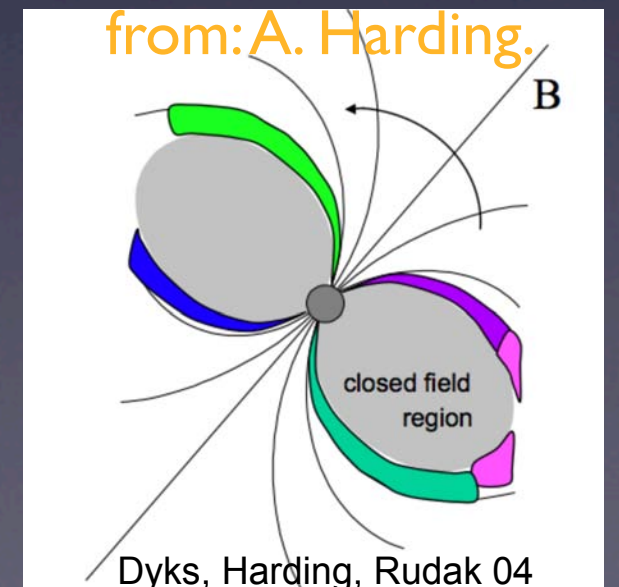 from: A. Harding.
B
closed field
region
Dyks, Harding, Rudak 04